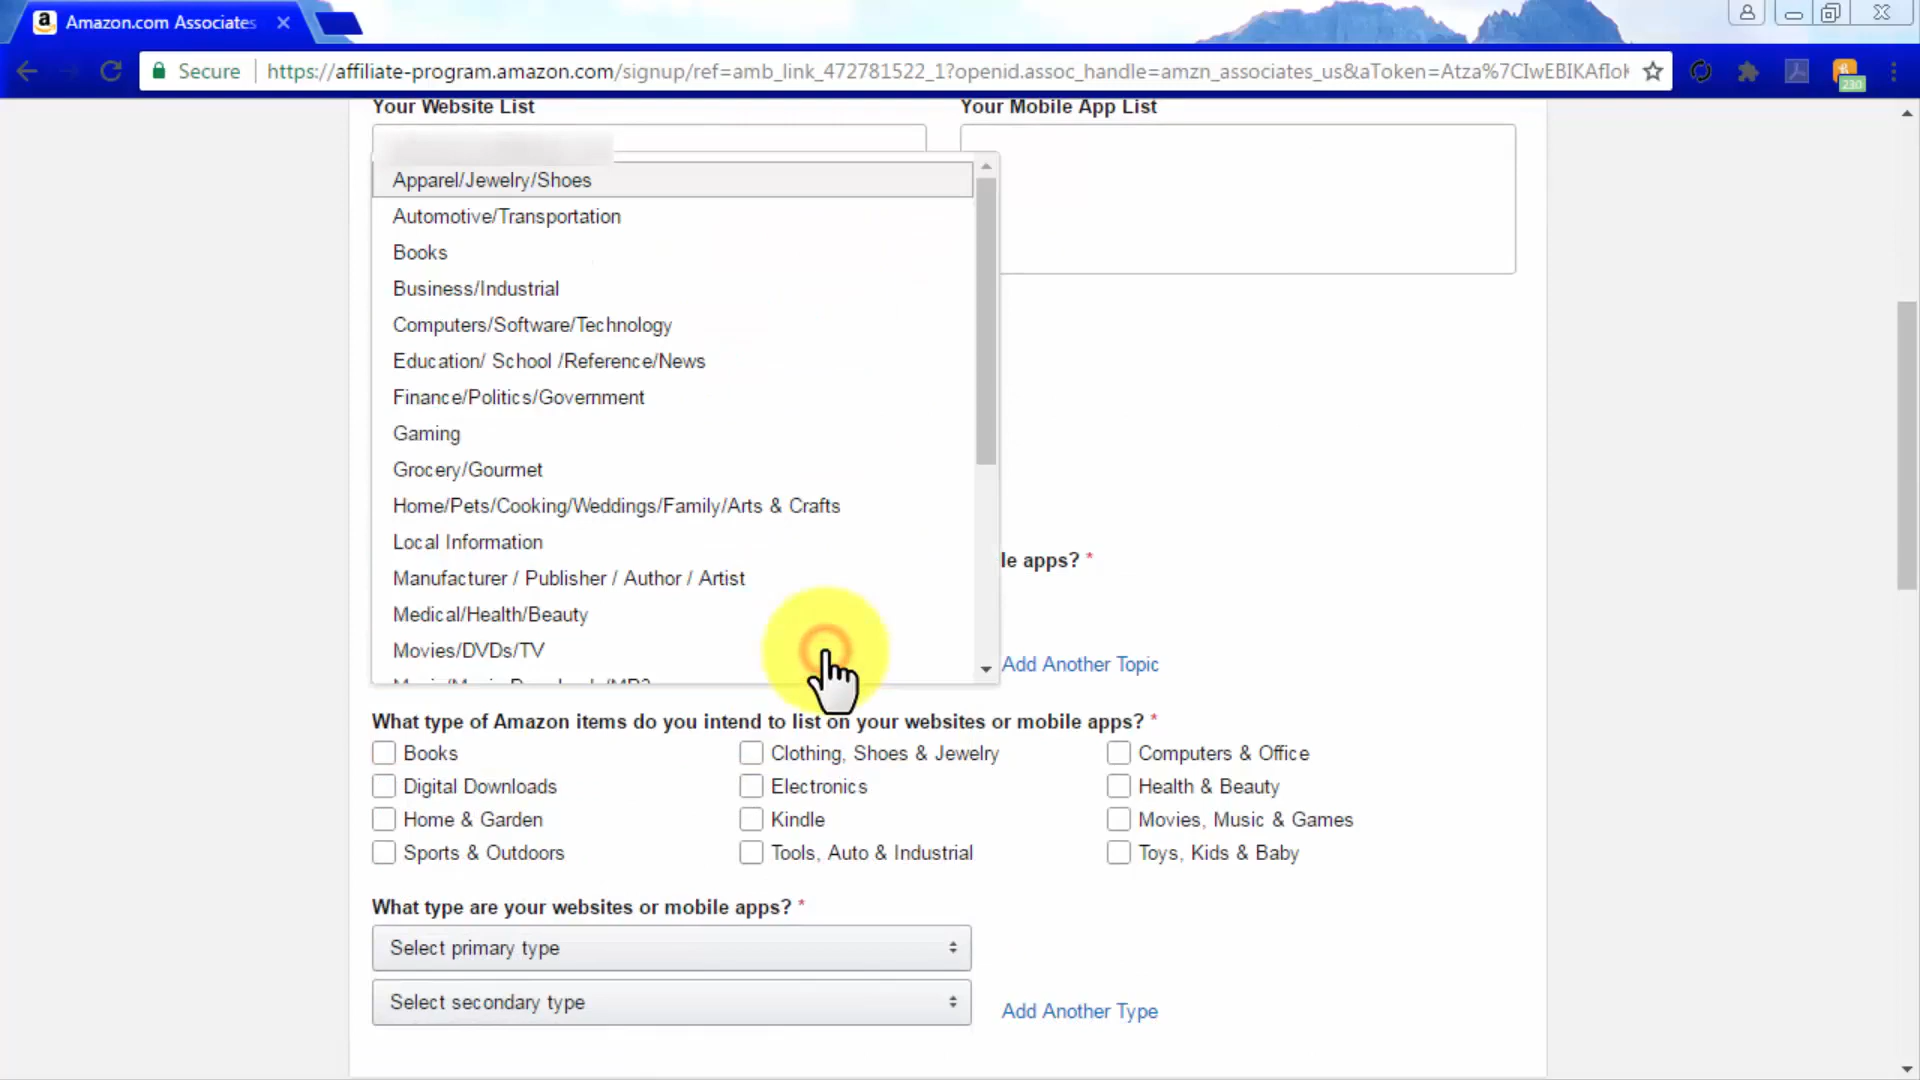 Amazon.com Associates
Secure
https://affiliate-program.amazon.com/signup/ref=amb_link_472781522_1?openid.assoc_handle=amzn_associates_us&aToken=Atza%7CIwEBIKAfIoK
230
Your Website List
Your Mobile App List
Apparel/Jewelry/Shoes
Automotive/Transportation
Books
Business/Industrial
Computers/Software/Technology
Education/ School /Reference/News
Finance/Politics/Government
Gaming
Grocery/Gourmet
Home/Pets/Cooking/Weddings/Family/Arts & Crafts
Local Information
Manufacturer / Publisher / Author / Artist
Medical/Health/Beauty
Movies/DVDs/TV
le apps? *
Add Another Topic
What type of Amazon items do you intend to list on your websites or mobile apps? *
Books
Clothing, Shoes & Jewelry
Computers & Office
Digital Downloads
Electronics
Health & Beauty
Home & Garden
Kindle
Movies, Music & Games
Sports & Outdoors
Tools, Auto & Industrial
Toys, Kids & Baby
What type are your websites or mobile apps? *
Select primary type
Select secondary type
Add Another Type